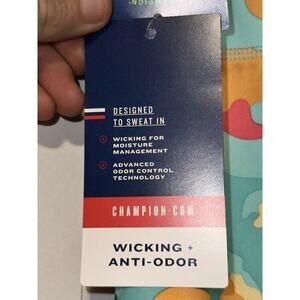 DESIGNED
TO SWEAT IN
WICKING FOR
MOISTURE
MANAGEMENT
ADVANCED
ODOR CONTROL
TECHNOLOGY
CHAMPION.COM
WICKING +
ANTI-ODOR